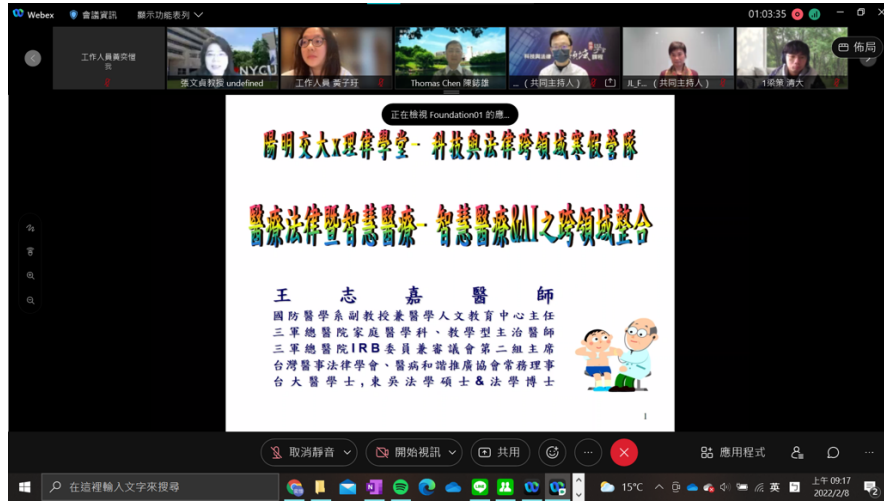 Webex
會議資訊
顯示功能表列
01:03:35
佈局
工作人員黃奕愷
我
NYCU
張文貞教授 undefined
工作人員 黃子玨
Thomas Chen 陳鋕雄
...（共同主持人）
JL_F...（共同主持人）
清大
正在檢視 Foundation01 的應...
陽明交大x理律學堂- 科技與法律跨領域寒假營隊
醫療法律暨智慧醫療- 智慧醫療&AI之跨領域整合
王志嘉醫師
國防醫學系副教授兼醫學人文教育中心主任
三軍總醫院家庭醫學科、教學型主治醫師
三軍總醫院IRB委員兼審議會第二組主席
台灣醫事法律學會、醫病和諧推廣協會常務理事
台大醫學士,東吳法學碩士&法學博士
1
取消靜音
開始視訊
共用
應用程式
在這裡輸入文字來搜尋
15°C
英
上午 09:17
2022/2/8
2